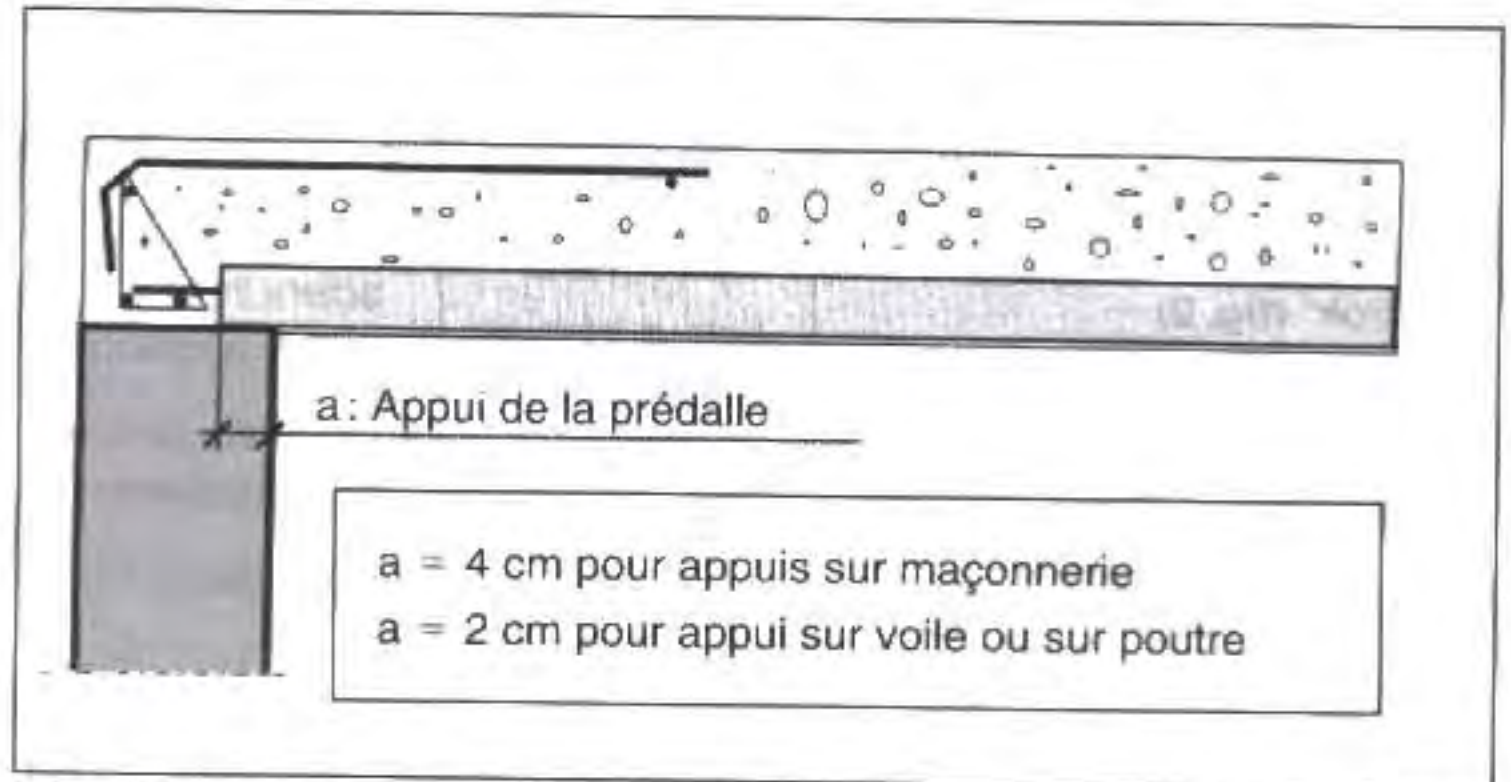 a : Appui de la prédalle
a = 4 cm pour appuis sur maçonnerie
a = 2 cm pour appui sur voile ou sur poutre